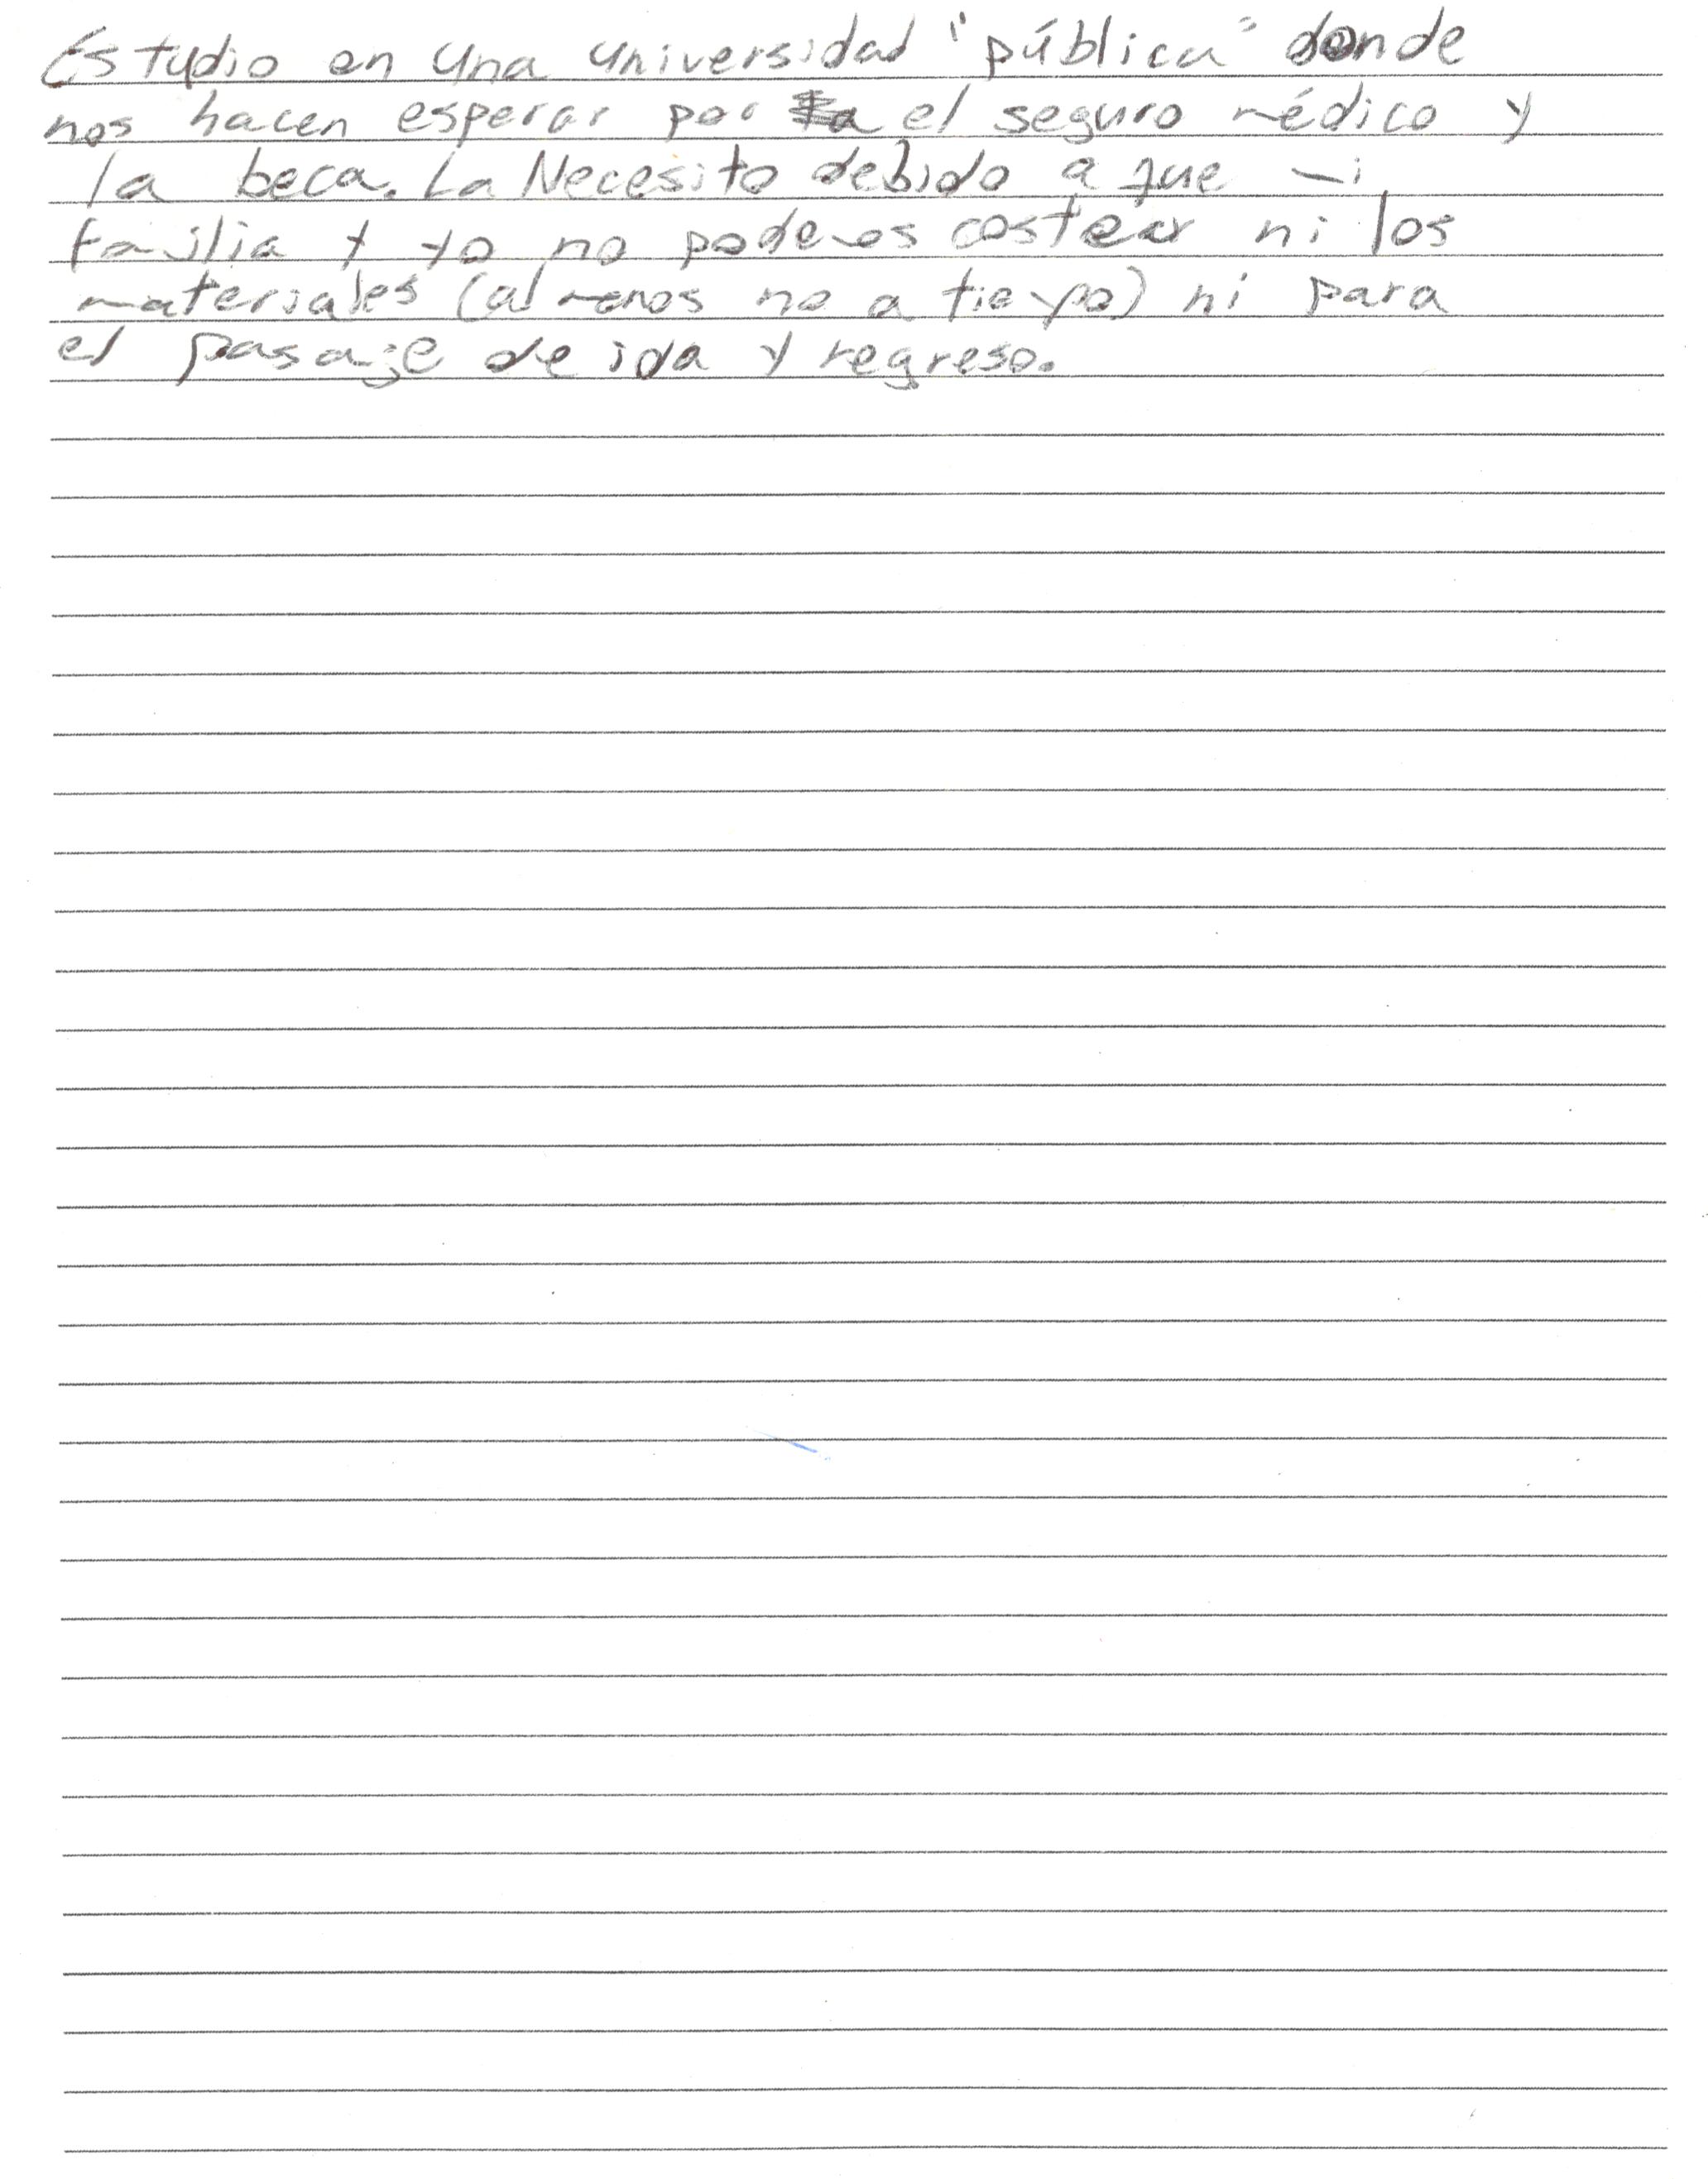 Estudio en una universidad "pública" donde
nos hacen esperar por el seguro médico y
la beca. La Necesito debido a que mi
familia y yo no podemos costear ni los
materiales (al menos no a tiempo) ni para
el pasaje de ida y regreso.